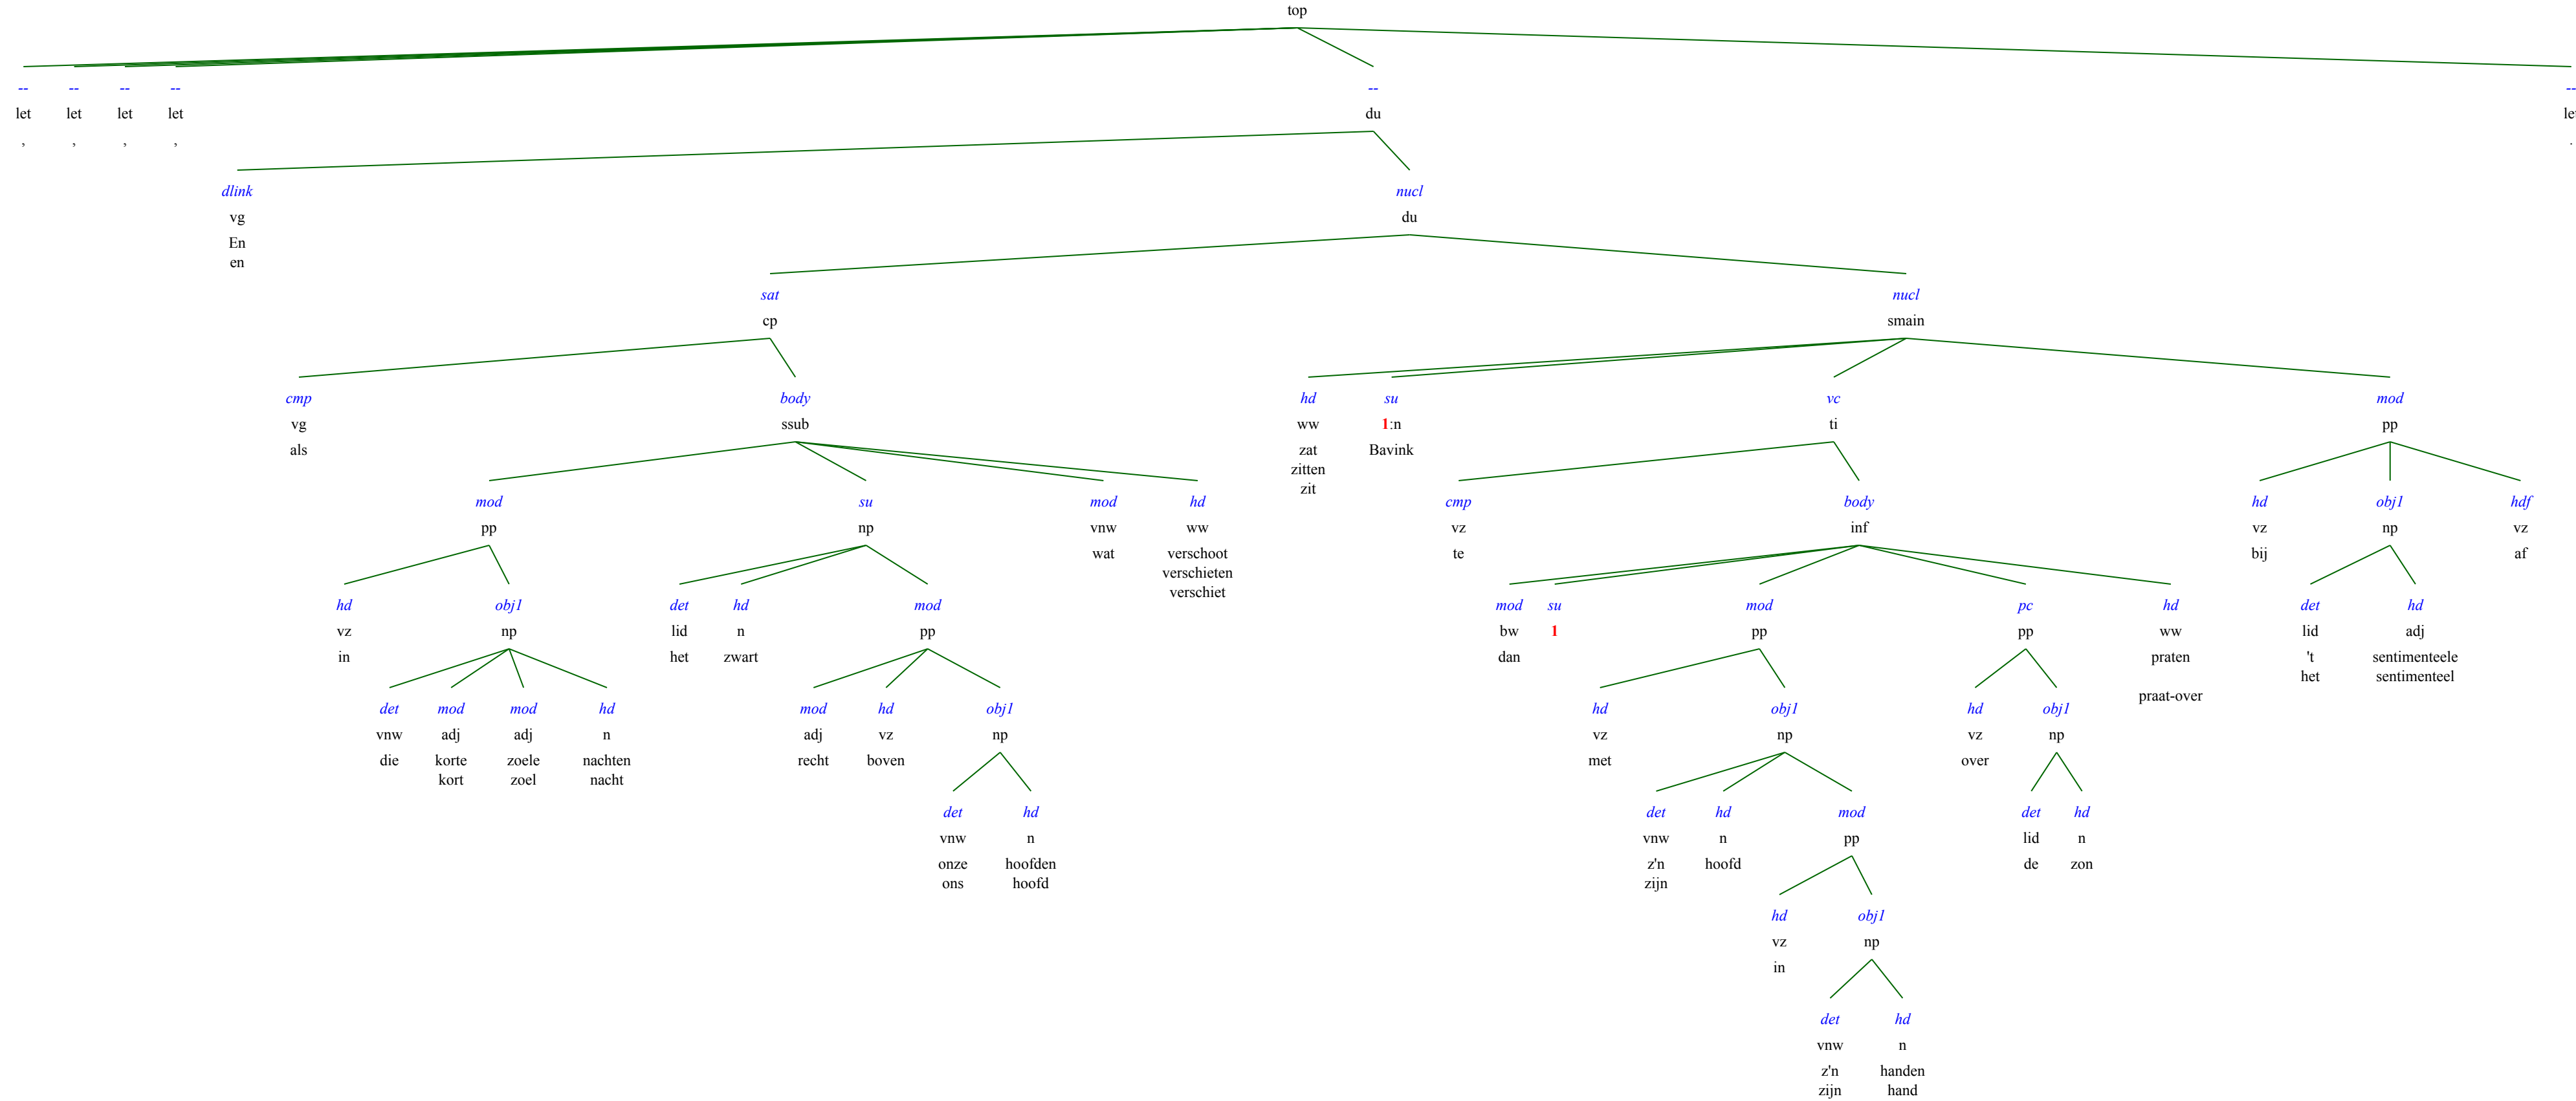 top
-- -- -- -- -- --
let let let let du let
, , , , .
dlink nucl
vg du
En
en
sat nucl
cp smain
cmp body hd su vc mod
vg ssub ww 1:n ti pp
als zat Bavink
zitten
zit
mod su mod hd cmp body hd obj1 hdf
pp np vnw ww vz inf vz np vz
wat verschoot te bij af
verschieten
verschiet
hd obj1 det hd mod mod su mod pc hd det hd
vz np lid n pp bw 1 pp pp ww lid adj
in het zwart dan praten 't sentimenteele
het sentimenteel
praat-over
det mod mod hd mod hd obj1 hd obj1 hd obj1
vnw adj adj n adj vz np vz np vz np
die korte zoele nachten recht boven met over
kort zoel nacht
det hd det hd mod det hd
vnw n vnw n pp lid n
onze hoofden z'n hoofd de zon
ons hoofd zijn
hd obj1
vz np
in
det hd
vnw n
z'n handen
zijn hand